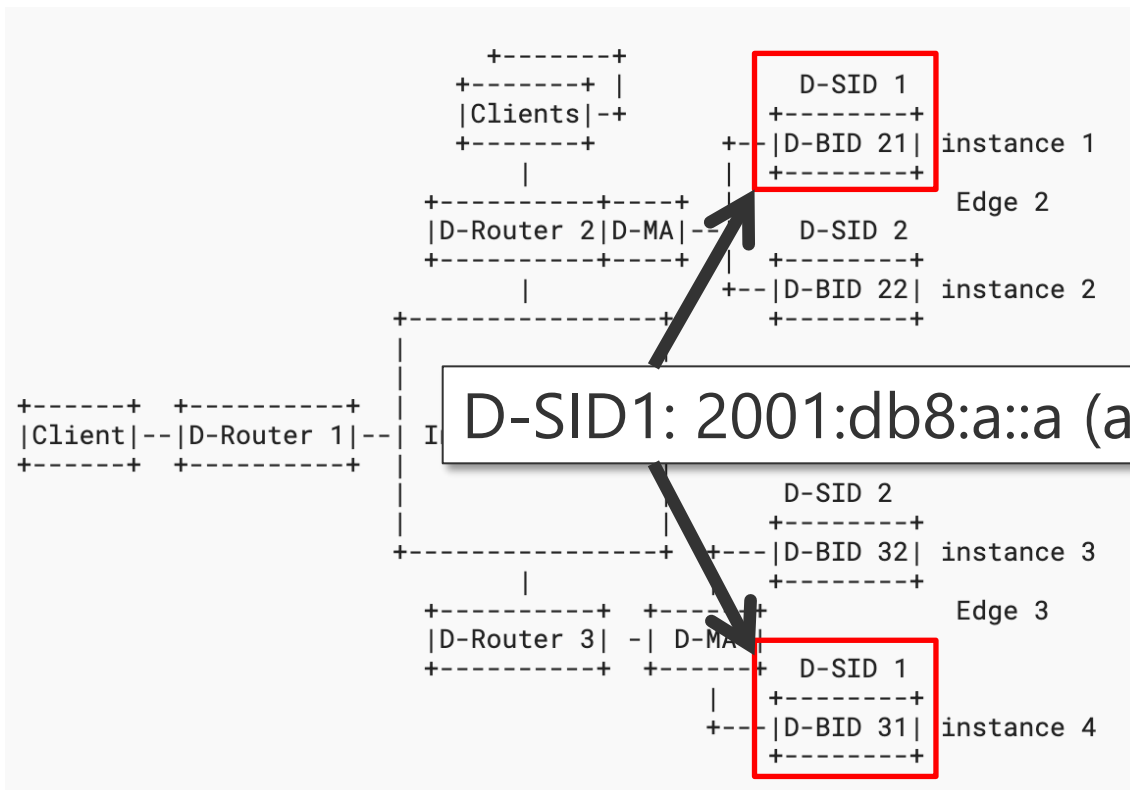 D-SID 1
|Clients|-+
+--|D-BID 21| instance 1
Edge 2
|D-Router 2|D-MA|-- D-SID 2
+--|D-BID 22| instance 2
D-SID1: 2001:db8:a::a (a
|Client|--|D-Router 1|--|
D-SID 2
+---|D-BID 32| instance 3
Edge 3
|D-Router 3| -| D-MA |
D-SID 1
+---|D-BID 31| instance 4